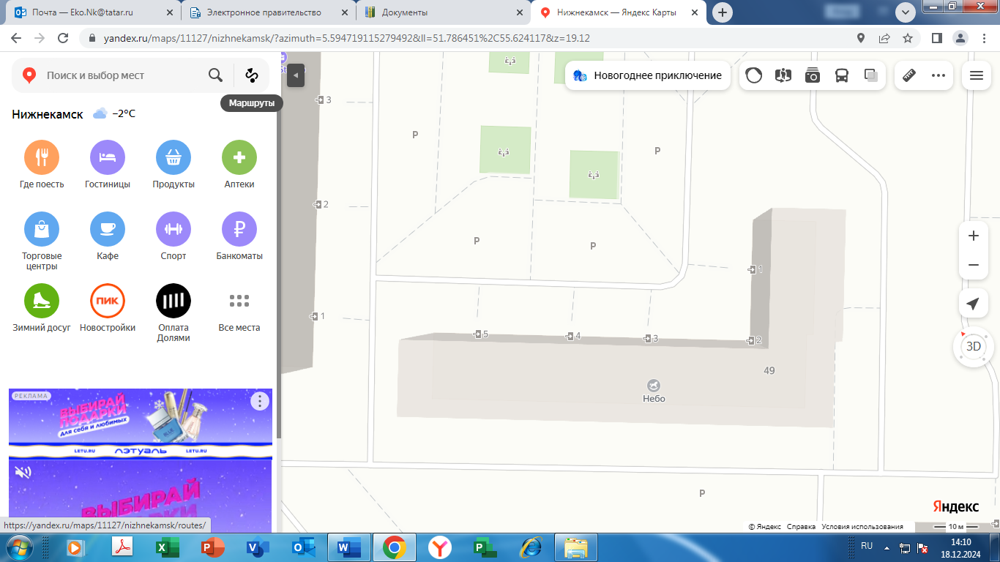 Почта — Eko.Nk@tatar.ru
Электронное правительство
Документы
Нижнекамск — Яндекс Карты
yandex.ru/maps/11127/nizhnekamsk/?azimuth=5.594719115279492&ll=51.786451%2C55.624117&z=19.12
Поиск и выбор мест
Маршруты
Нижнекамск
−2°C
Где поесть
Гостиницы
Продукты
Аптеки
Торговые центры
Кафе
Спорт
Банкоматы
Зимний досуг
ПИК
Новостройки
Оплата Долями
Все места
РЕКЛАМА
ВЫБИРАЙ
ПОДАРКИ
для себя и любимых
BLUE
LETU.RU
ЛЭТУАЛЬ
LETU.RU
ВЫБИРАЙ
ПОДАРКИ
https://yandex.ru/maps/11127/nizhnekamsk/routes/
Новогоднее приключение
3
2
1
P
P
P
P
1
5
4
3
2
49
Небо
P
3D
Яндекс
© Яндекс Справка Условия использования
10 м
RU
14:10
18.12.2024